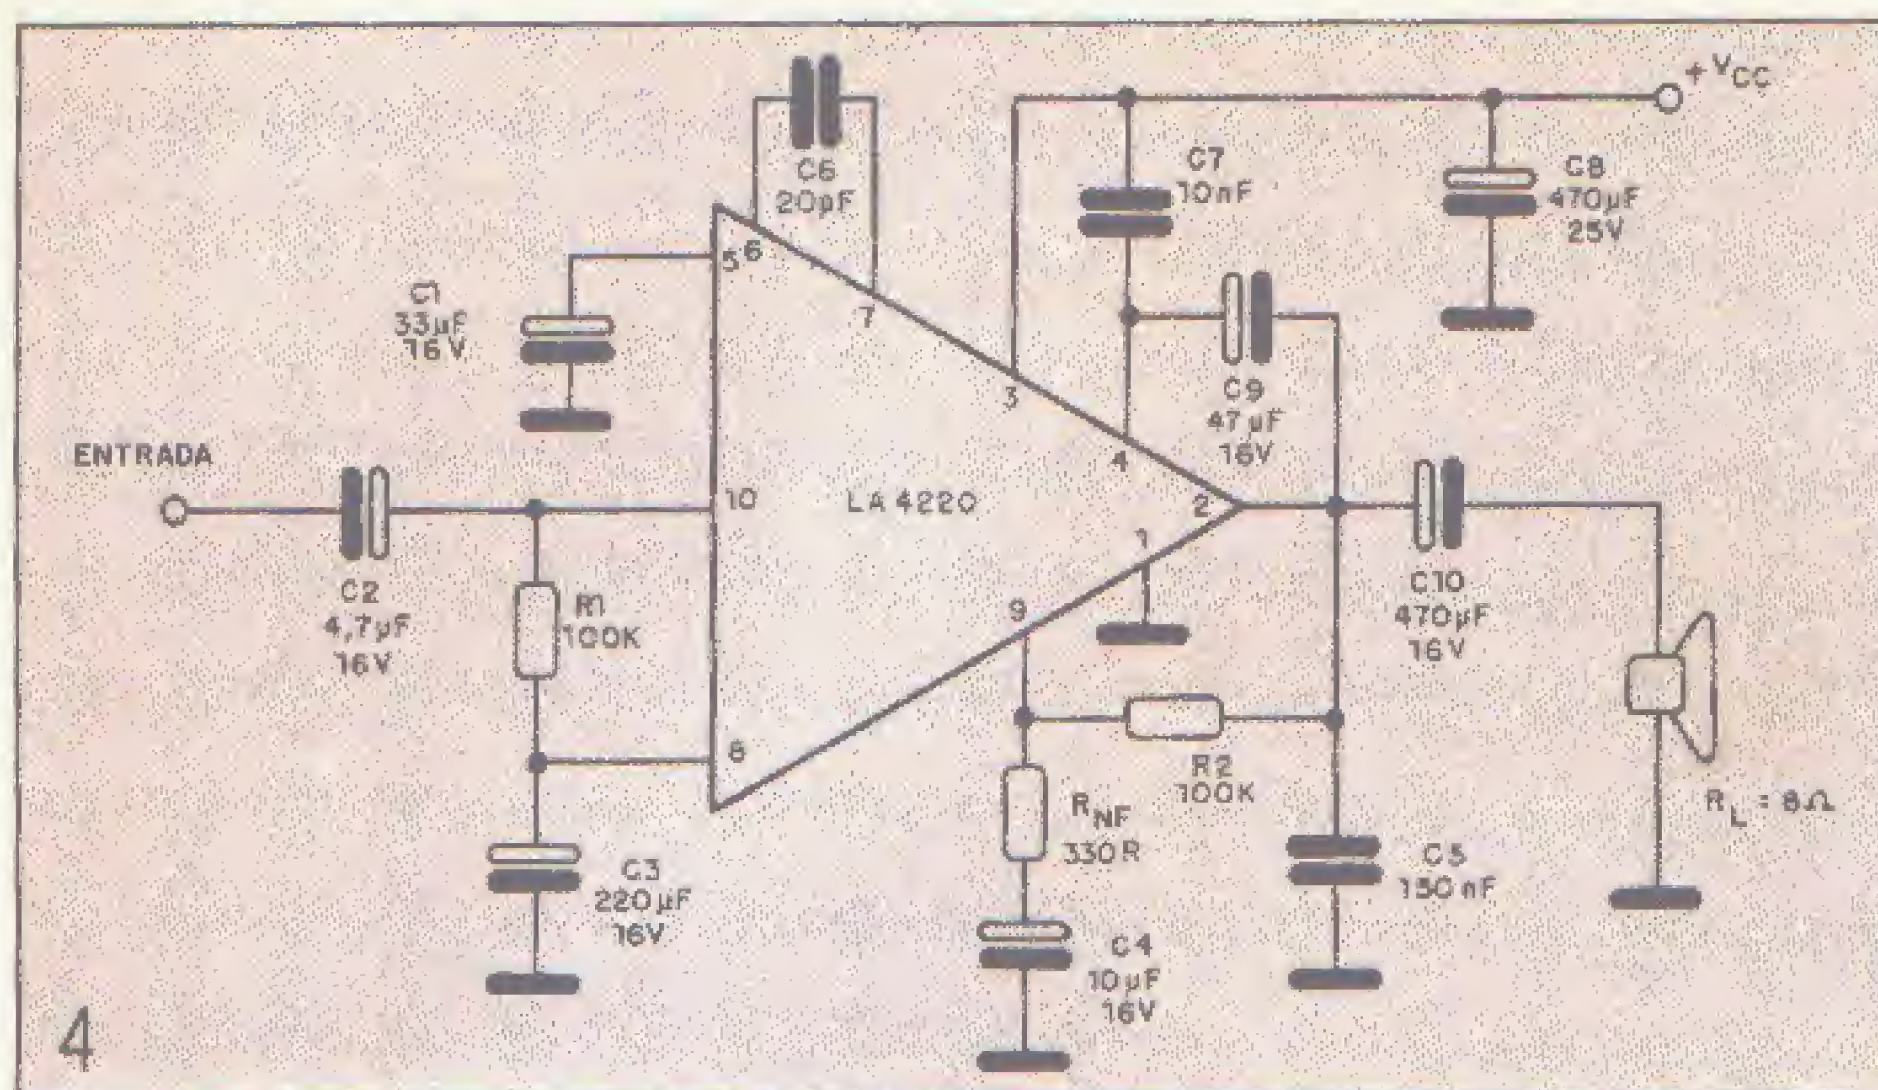 + VCC
C6
20pF
C7
10nF
C8
470µF
25V
5
6
7
C1
33µF
16V
3
C9
47µF
16V
4
ENTRADA
10
LA 4220
2
1
C2
4,7µF
16V
R1
100K
9
C10
470µF
16V
8
R2
100K
RNF
330R
RL = 8Ω
C3
220µF
16V
C5
150nF
C4
10µF
16V
4